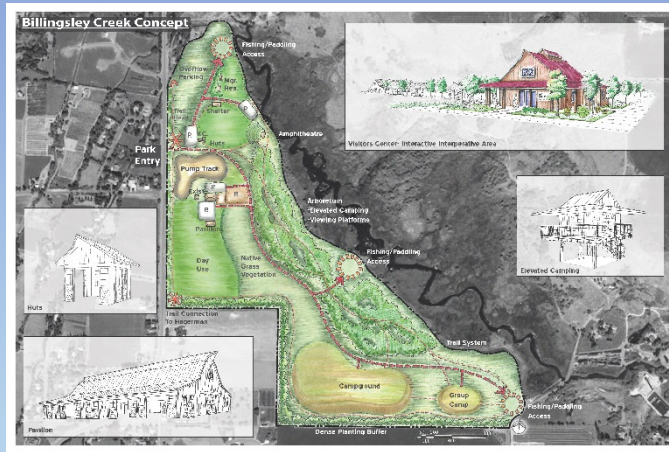 Billingsley Creek Concept
Fishing/Paddling
Access
Overflow
Parking
Mgr.
Res.
Shelter
Amphitheatre
Huts
Park
Entry
Pump Track
Visitors Center- Interactive Interperative Area
Arboretum
-Elevated Camping
-Viewing Platforms
Pavilion
Day
Use
Native
Grass
Vegetation
Fishing/Paddling
Access
Elevated Camping
Huts
Trail Connection
To Hagerman
Trail System
Campground
Group
Camp
Fishing/Paddling
Access
Pavilion
Dense Planting Buffer